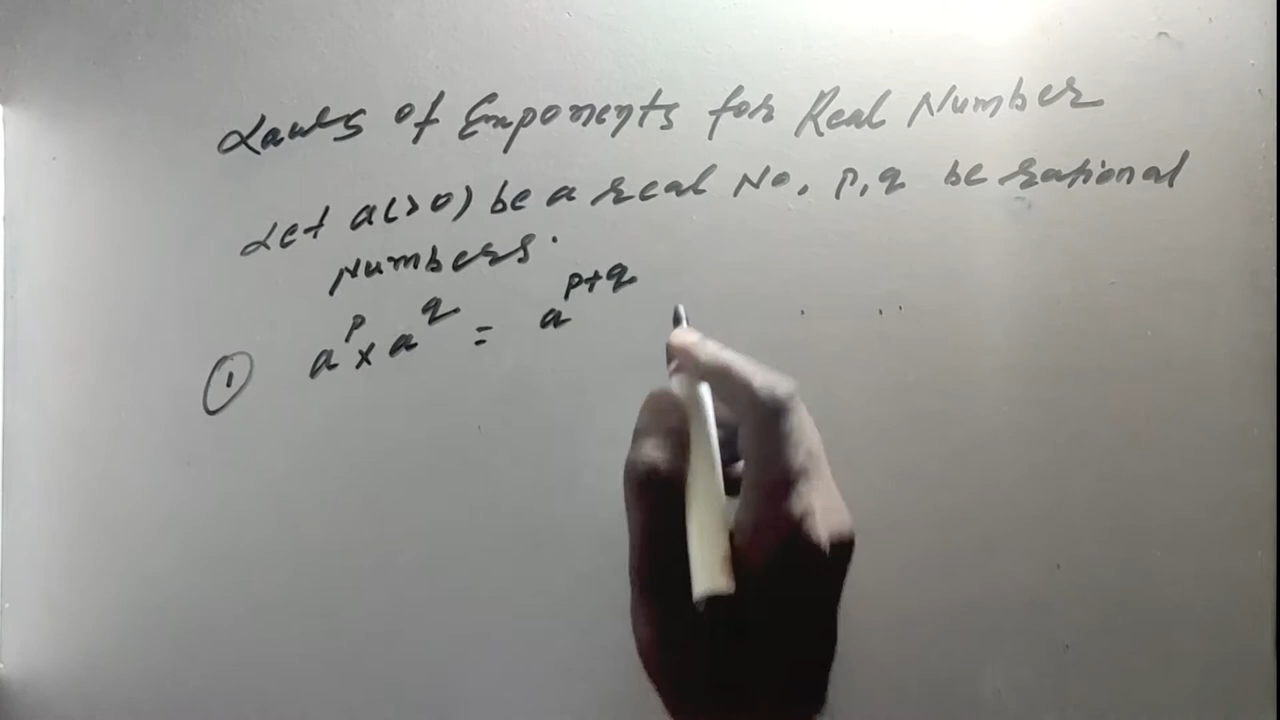 Laws of Exponents for Real Number
Let a(>0) be a real No. p,q be rational
Numbers.
① a^p × a^q = a^{p+q}